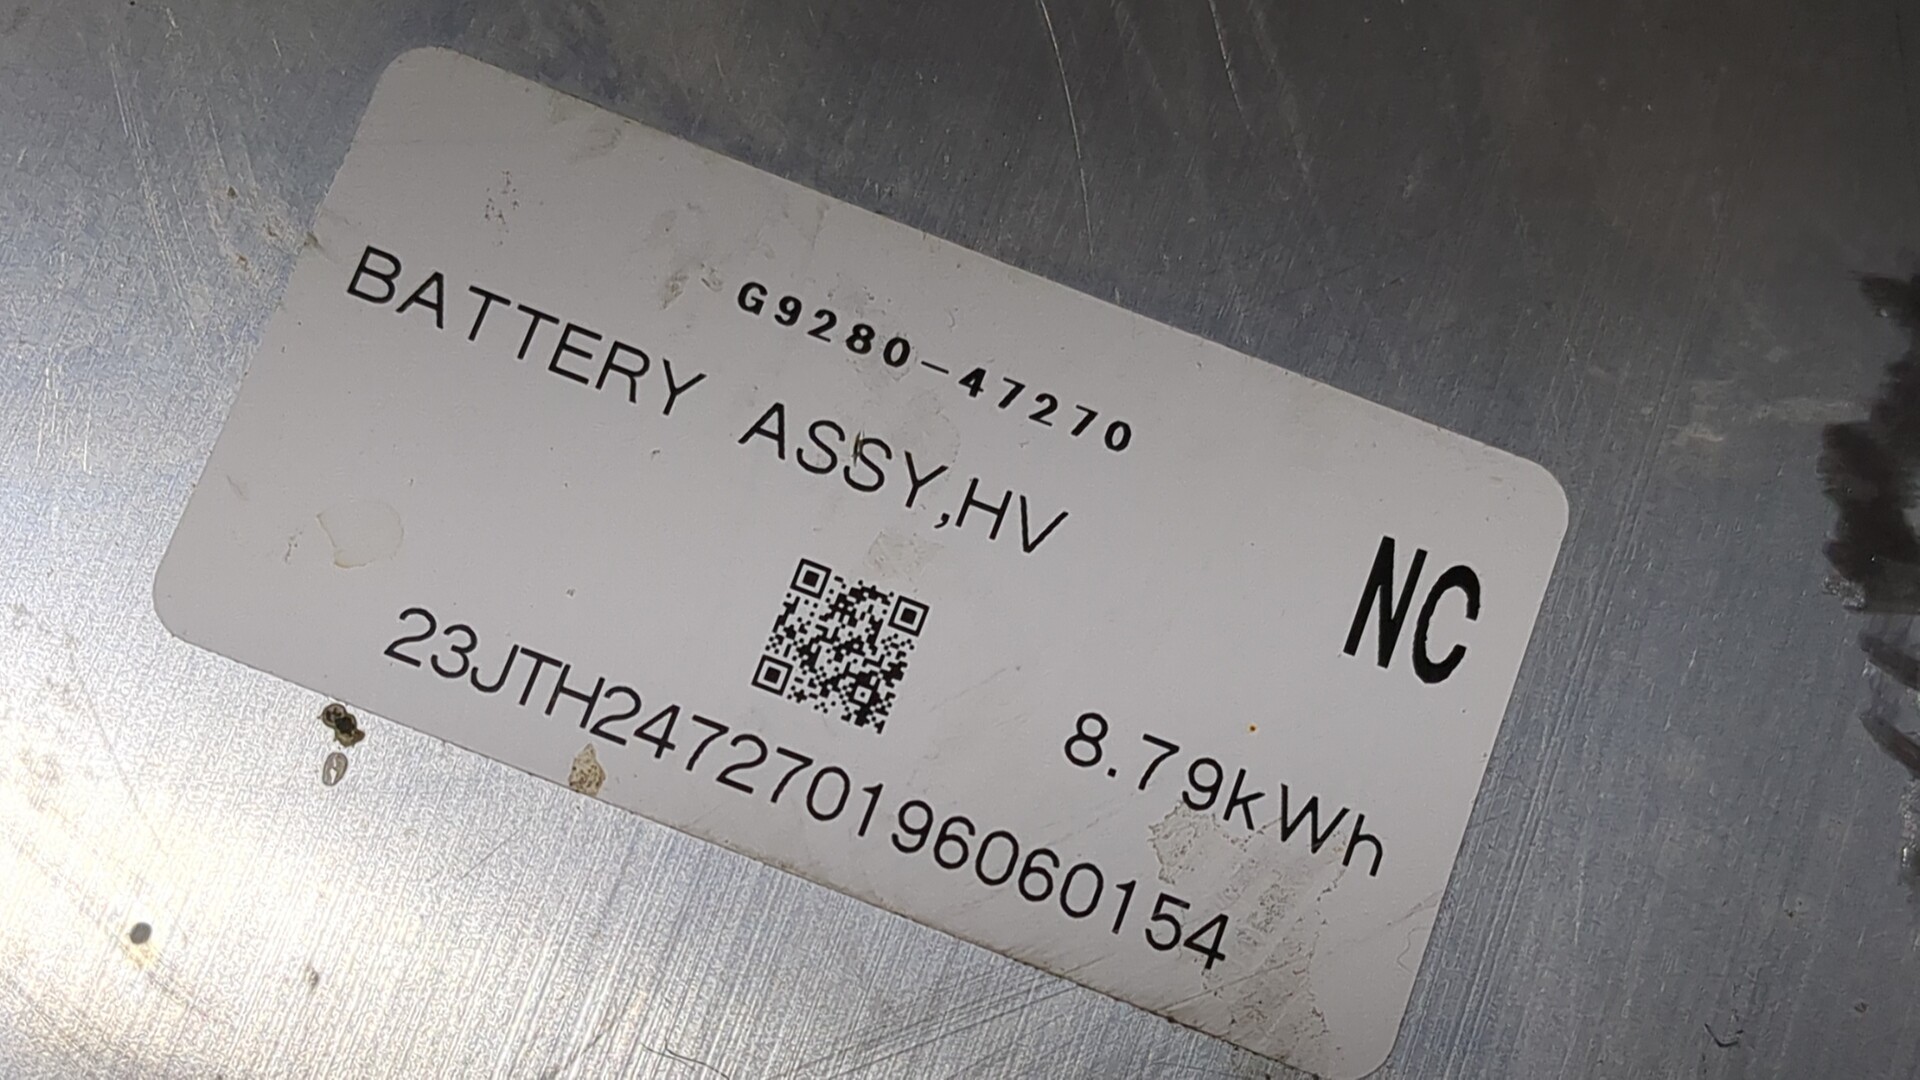 G9280-47270
BATTERY ASSY,HV
NC
8.79kWh
23JTH247270196060154